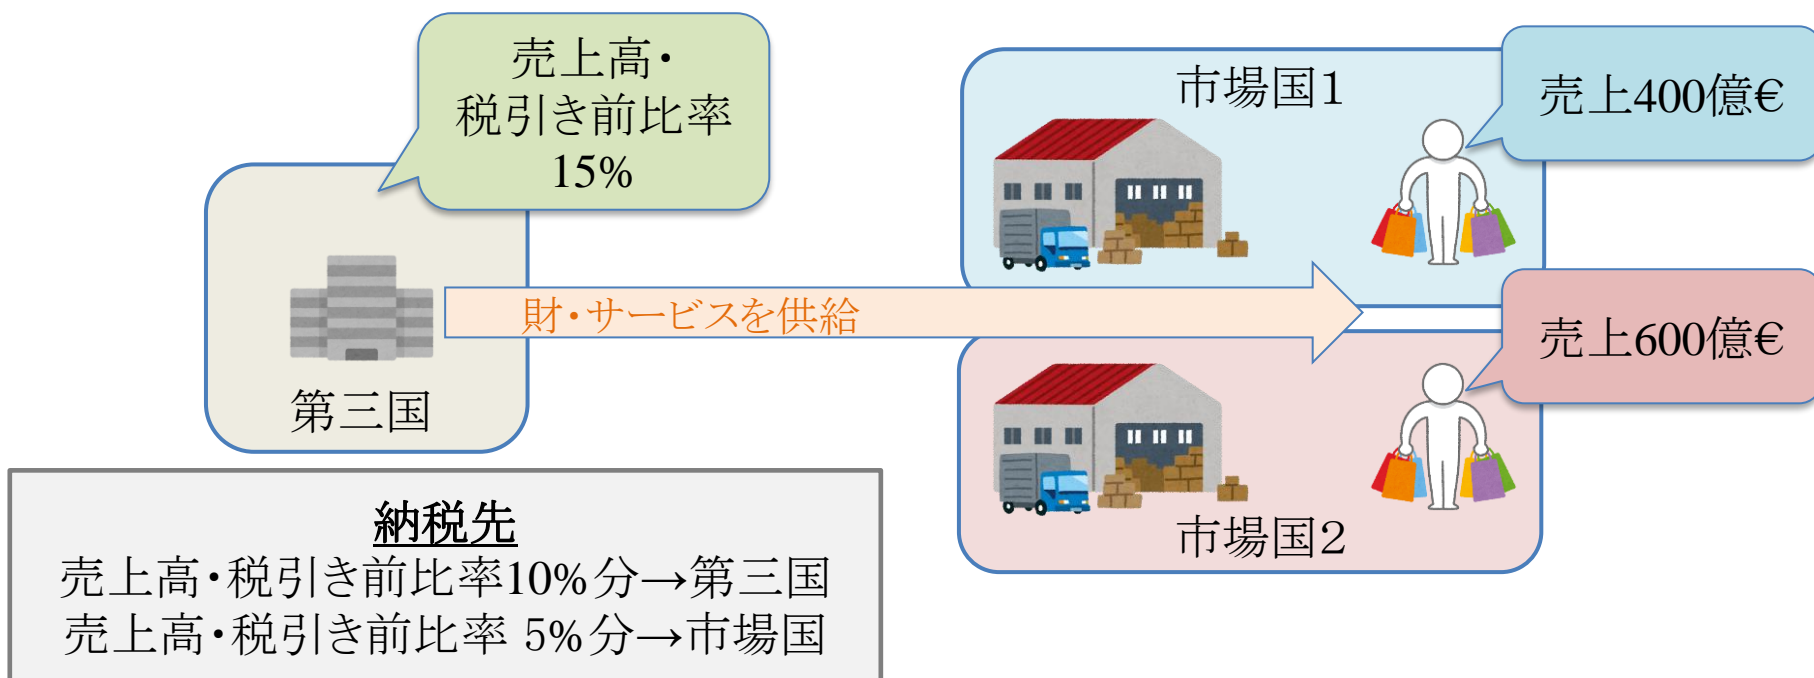 売上高・
税引き前比率
15%
第三国
財・サービスを供給
市場国1
売上400億€
売上600億€
市場国2
納税先
売上高・税引き前比率10%分→第三国
売上高・税引き前比率 5%分→市場国